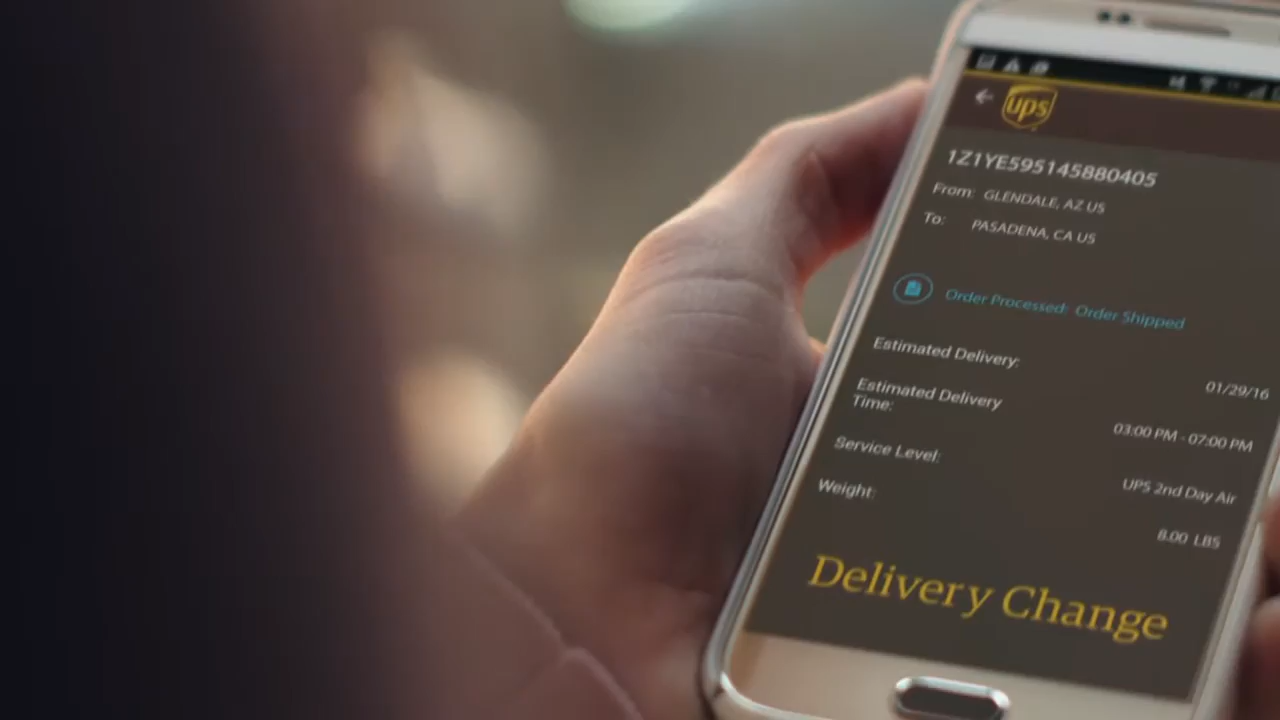 ups
1Z1YE595145880405
From: GLENDALE, AZ US
To: PASADENA, CA US
Order Processed: Order Shipped
Estimated Delivery:
01/29/16
Estimated Delivery
Time:
03:00 PM - 07:00 PM
Service Level:
UPS 2nd Day Air
Weight:
8.00 LBS
Delivery Change